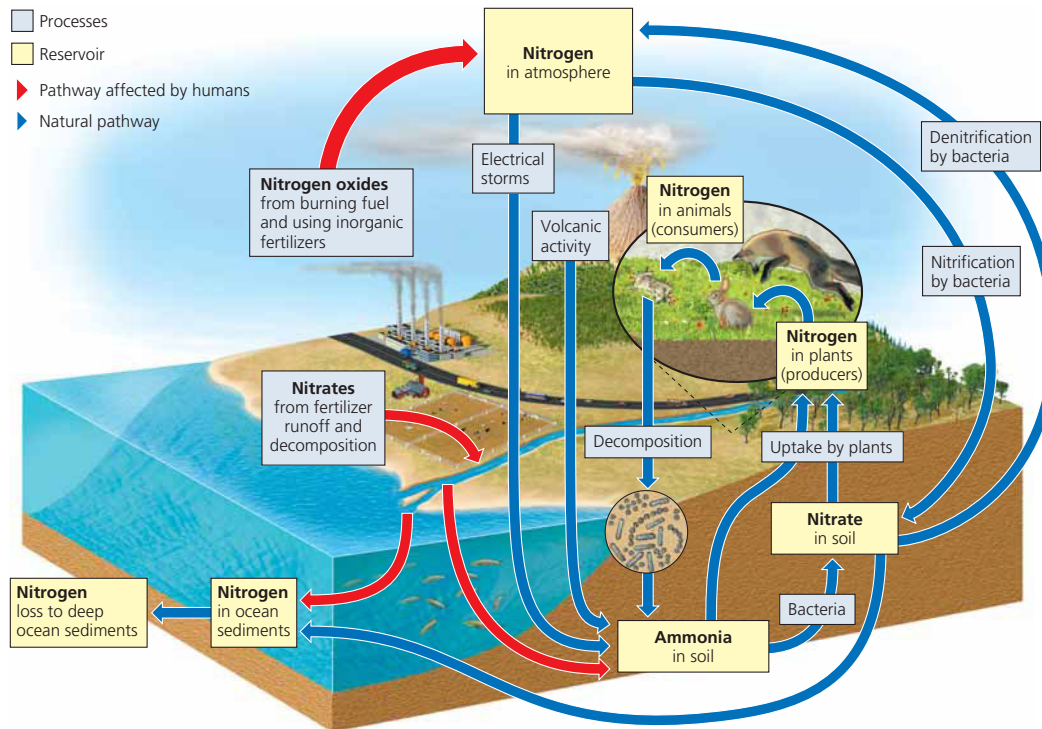 Processes
Reservoir
Pathway affected by humans
Natural pathway
Nitrogen
in atmosphere
Nitrogen oxides
from burning fuel
and using inorganic
fertilizers
Electrical
storms
Volcanic
activity
Nitrogen
in animals
(consumers)
Denitrification
by bacteria
Nitrification
by bacteria
Nitrogen
in plants
(producers)
Nitrates
from fertilizer
runoff and
decomposition
Decomposition
Uptake by plants
Nitrate
in soil
Bacteria
Nitrogen
loss to deep
ocean sediments
Nitrogen
in ocean
sediments
Ammonia
in soil